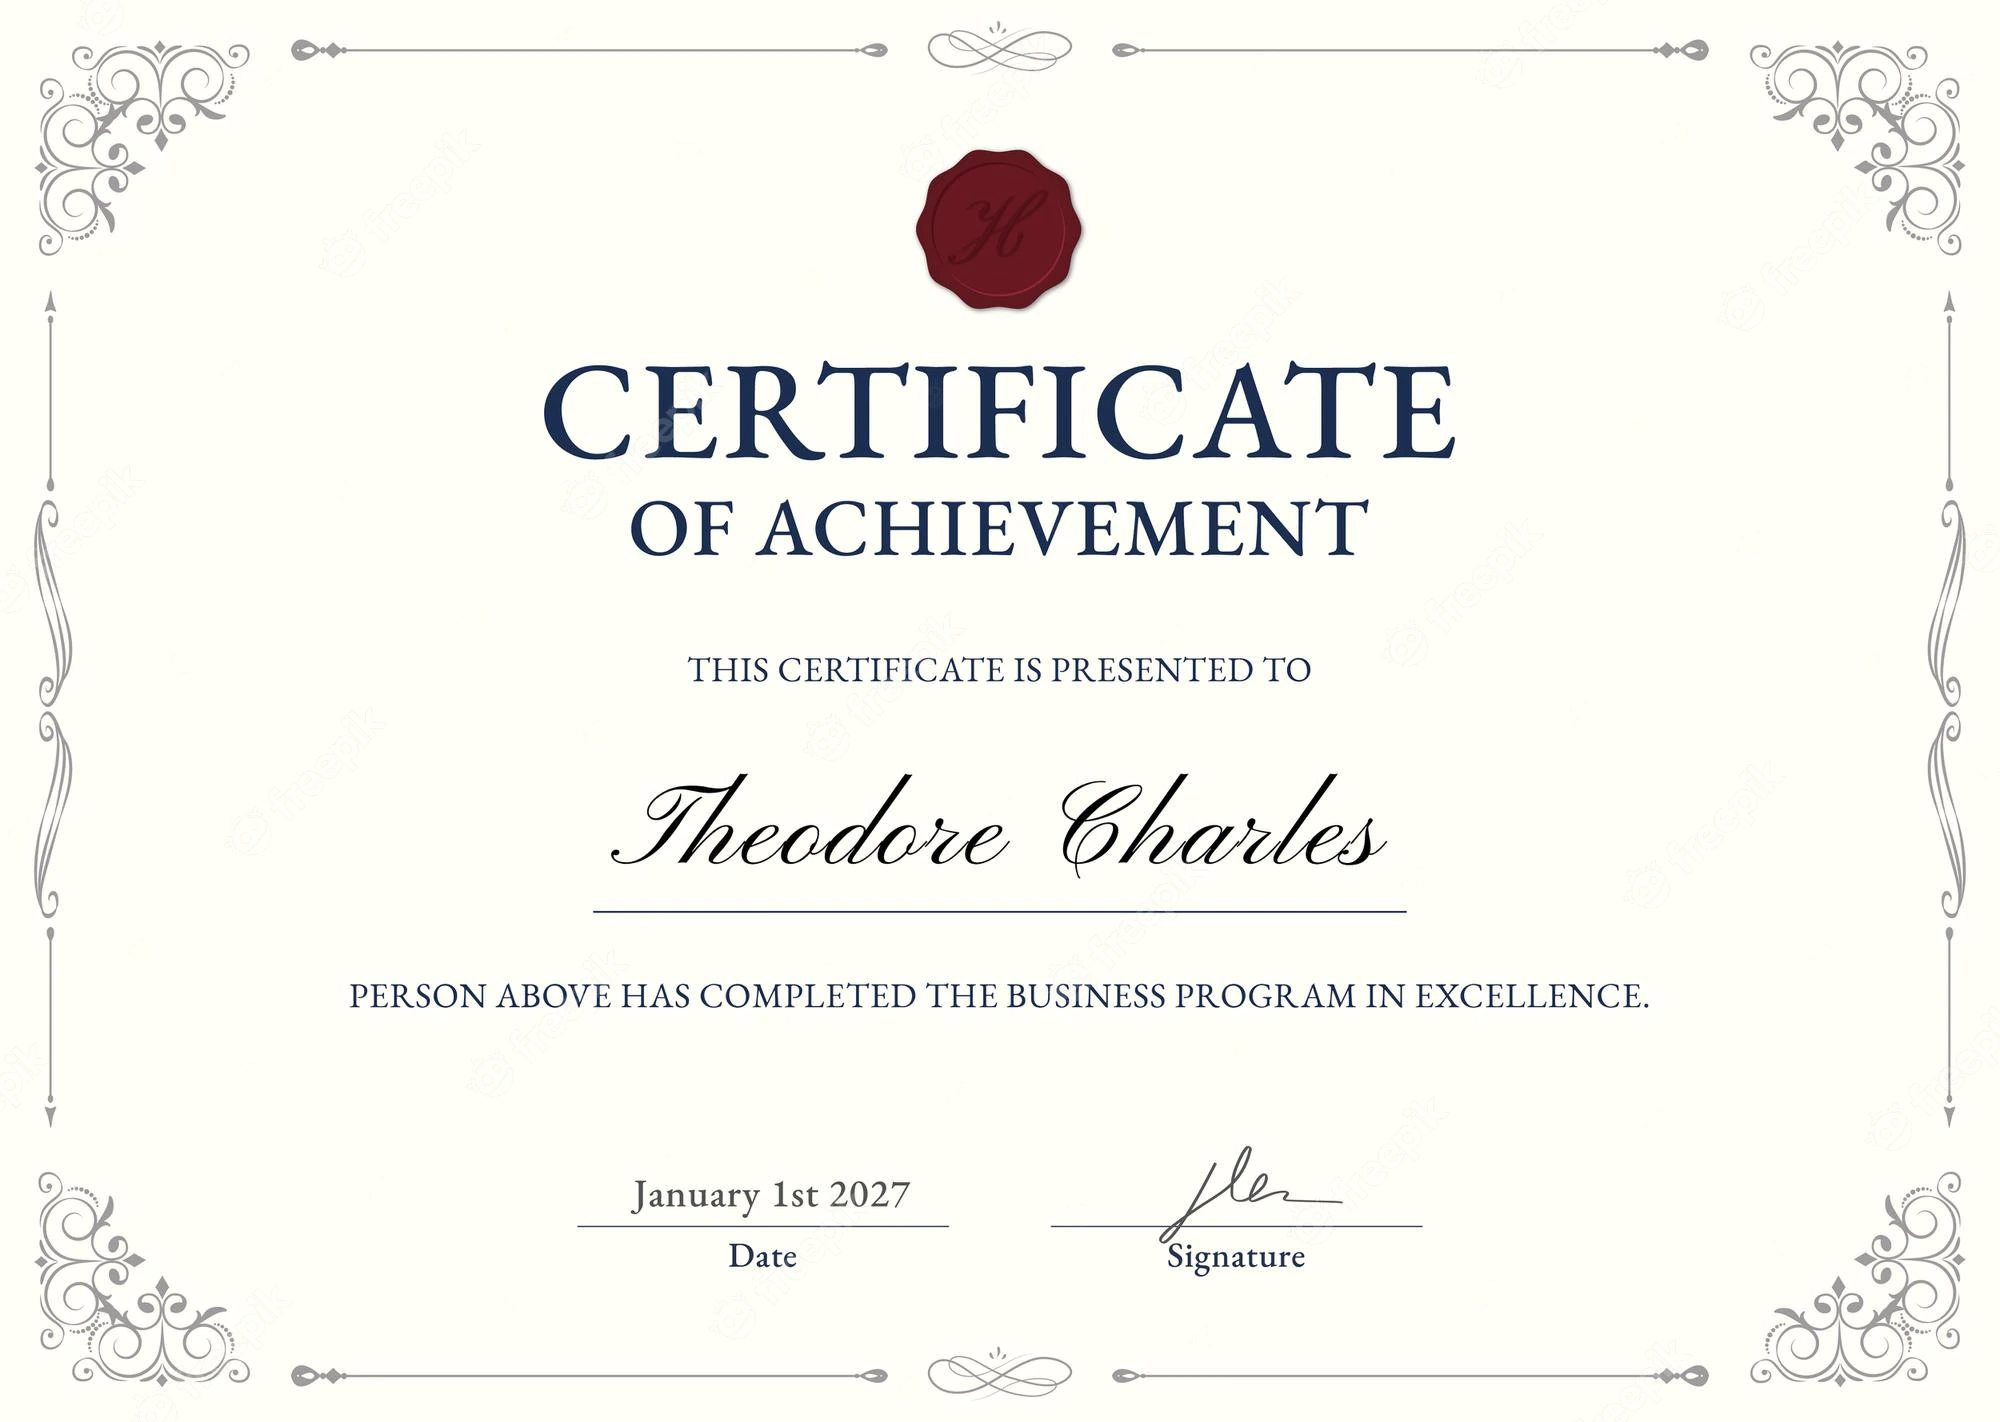 H
CERTIFICATE
OF ACHIEVEMENT
THIS CERTIFICATE IS PRESENTED TO
Theodore Charles
PERSON ABOVE HAS COMPLETED THE BUSINESS PROGRAM IN EXCELLENCE.
January 1st 2027
Date
Signature
freepik